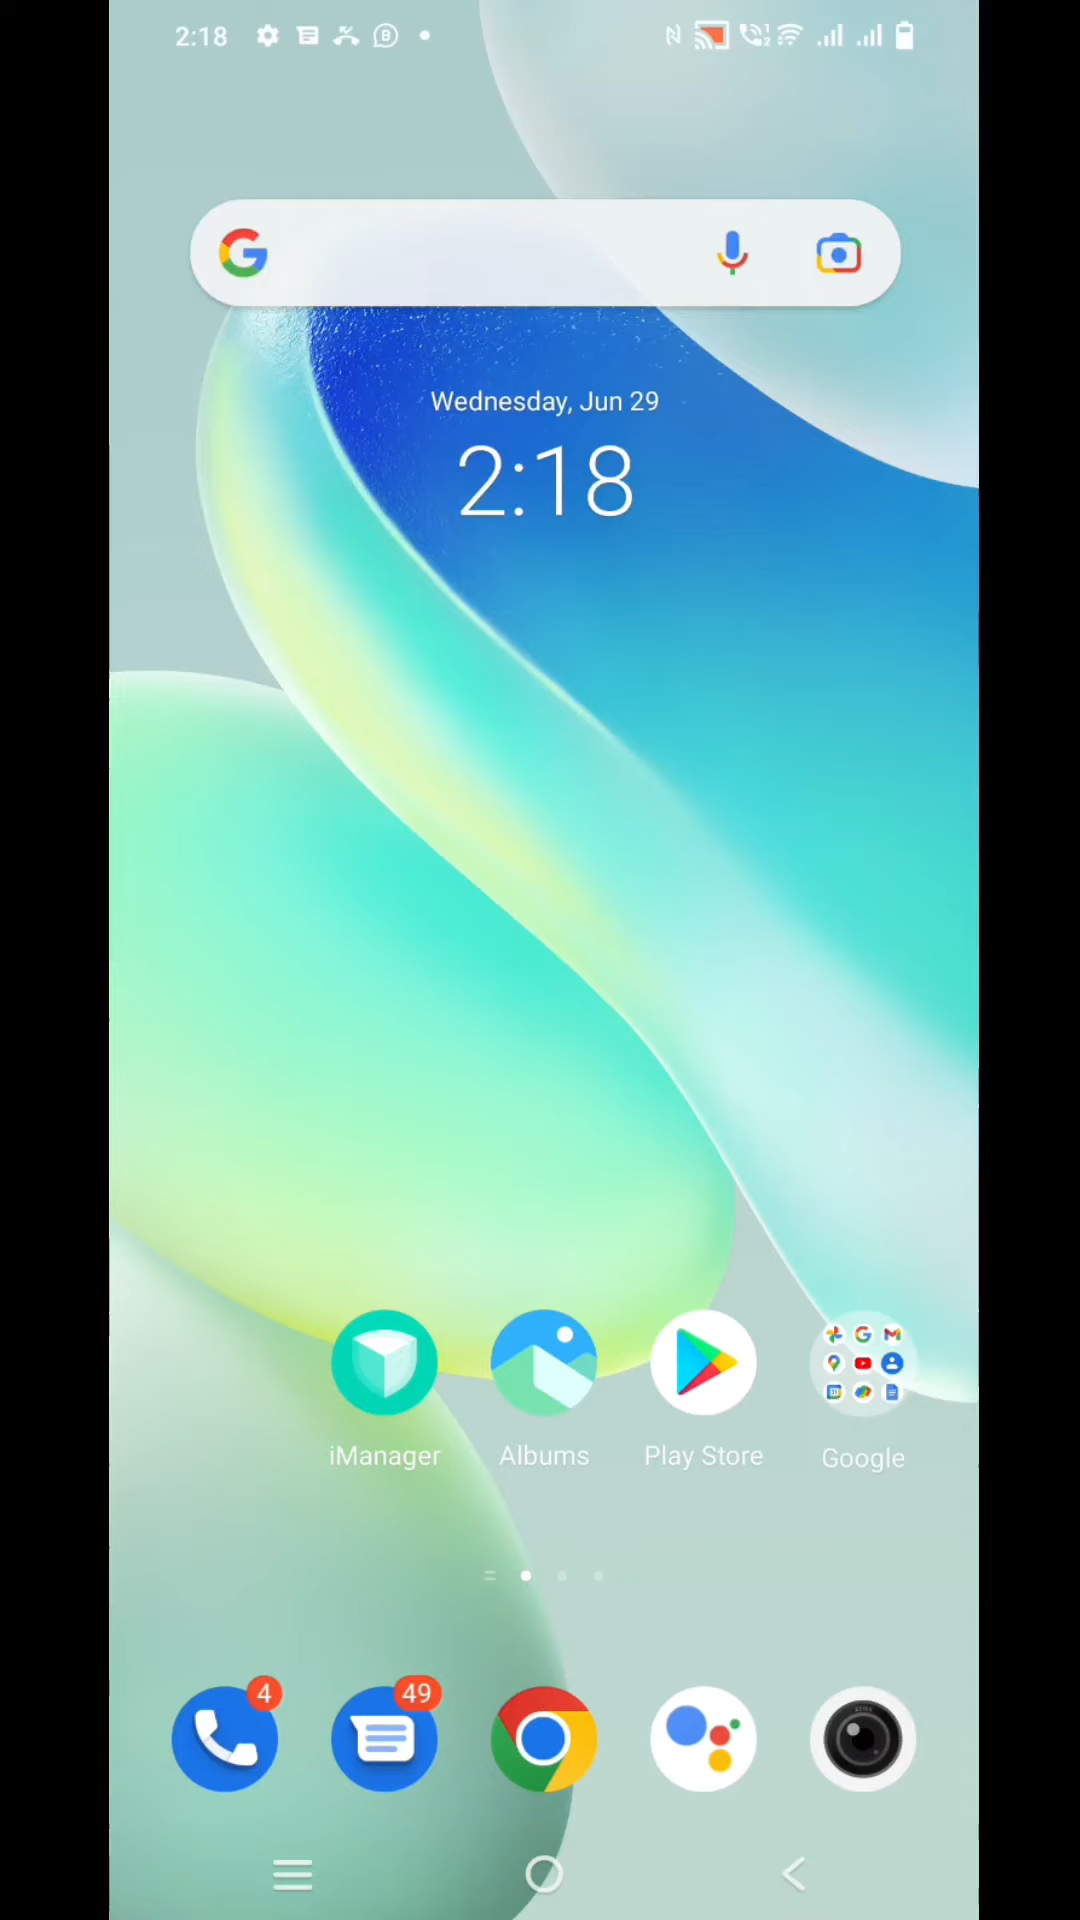 2:18
Wednesday, Jun 29
2:18
iManager
Albums
Play Store
Google
4
49